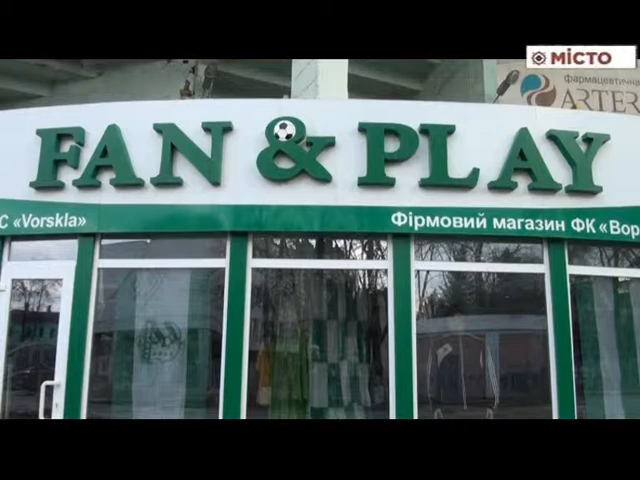 місто
Фармацевтична
ARTER
FAN & PLAY
С «Vorskla»
Фірмовий магазин ФК «Вор